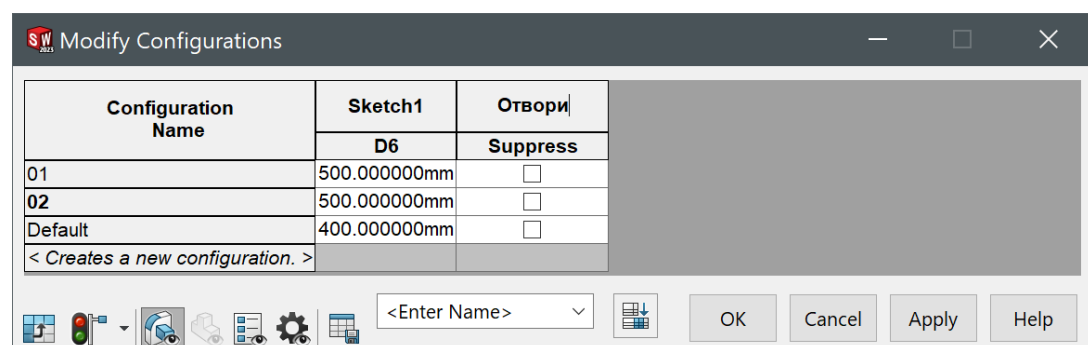 SW 2023 Modify Configurations
Configuration Name Sketch1 Отвори
D6 Suppress
01 500.000000mm
02 500.000000mm
Default 400.000000mm
< Creates a new configuration. >
<Enter Name> OK Cancel Apply Help